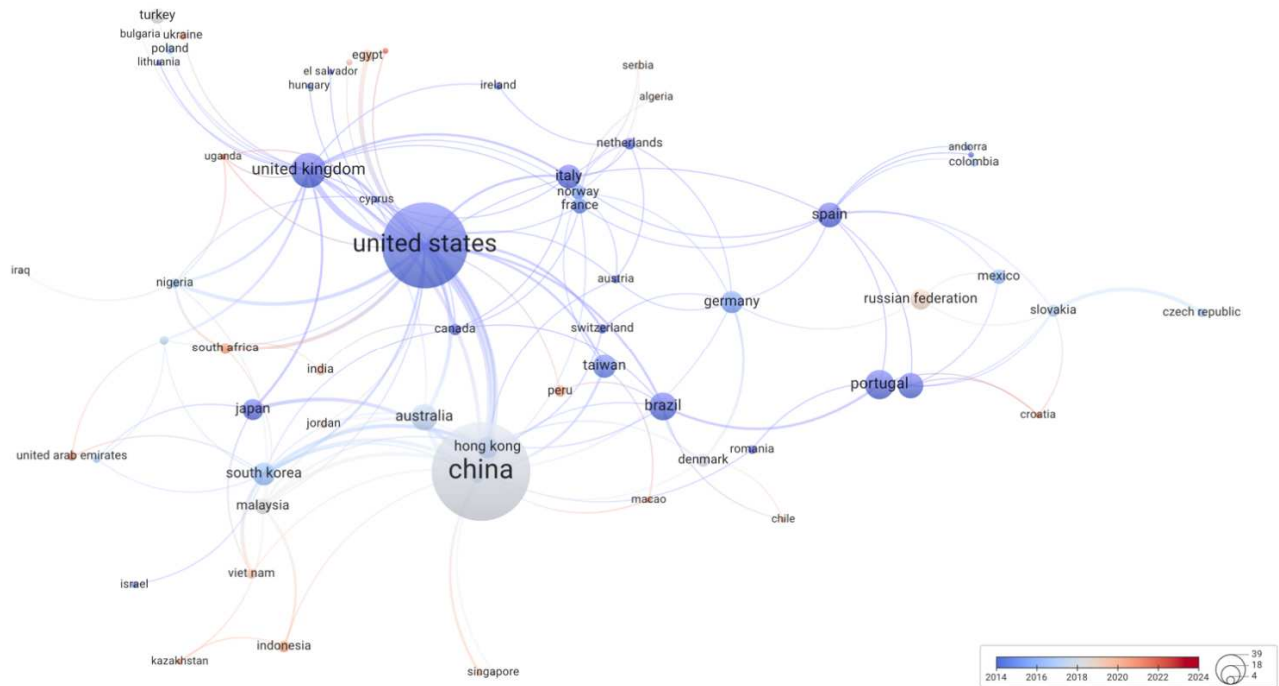 turkey
bulgaria
ukraine
poland
lithuania
egypt
el salvador
hungary
ireland
serbia
algeria
netherlands
andorra
colombia
uganda
united kingdom
italy
norway
france
cyprus
spain
united states
iraq
nigeria
austria
mexico
germany
russian federation
slovakia
czech republic
canada
switzerland
south africa
india
taiwan
peru
portugal
japan
jordan
australia
brazil
croatia
hong kong
romania
united arab emirates
denmark
south korea
china
malaysia
macao
chile
viet nam
israel
indonesia
kazakhstan
singapore
2014
2016
2018
2020
2022
2024
39
18
4